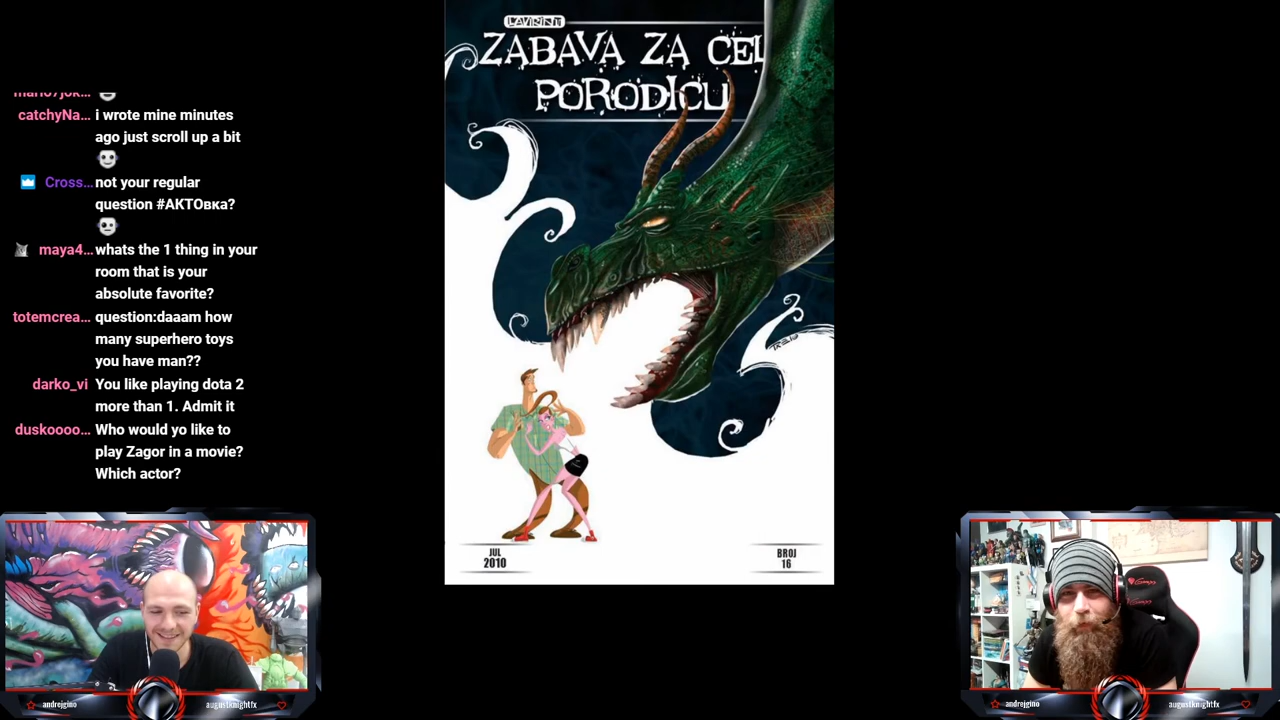 catchyNa...
i wrote mine minutes
ago just scroll up a bit
Cross...
not your regular
question #АКТОвка?
maya4...
whats the 1 thing in your
room that is your
absolute favorite?
totemcrea...
question:daaam how
many superhero toys
you have man??
darko_vi
You like playing dota 2
more than 1. Admit it
duskoooo...
Who would yo like to
play Zagor in a movie?
Which actor?
LAVIRINT
ZABAVA ZA CEL
PORODICU
JUL
2010
BROJ
16
andrejgino
augustknightfx
andrejgino
augustknightfx